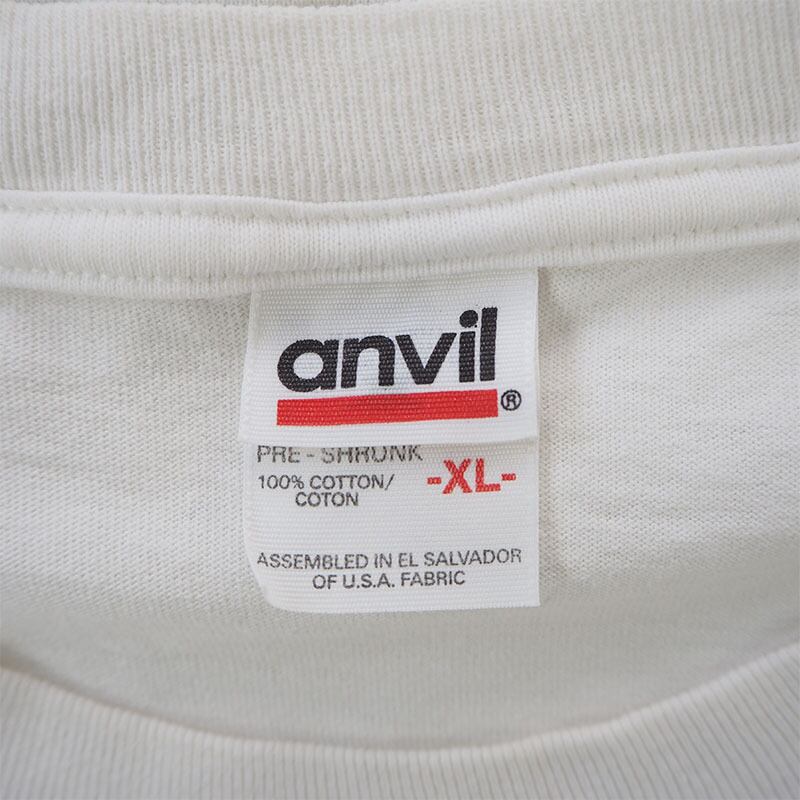 anvil®
PRE - SHRUNK
100% COTTON/
COTON
-XL-
ASSEMBLED IN EL SALVADOR
OF U.S.A. FABRIC